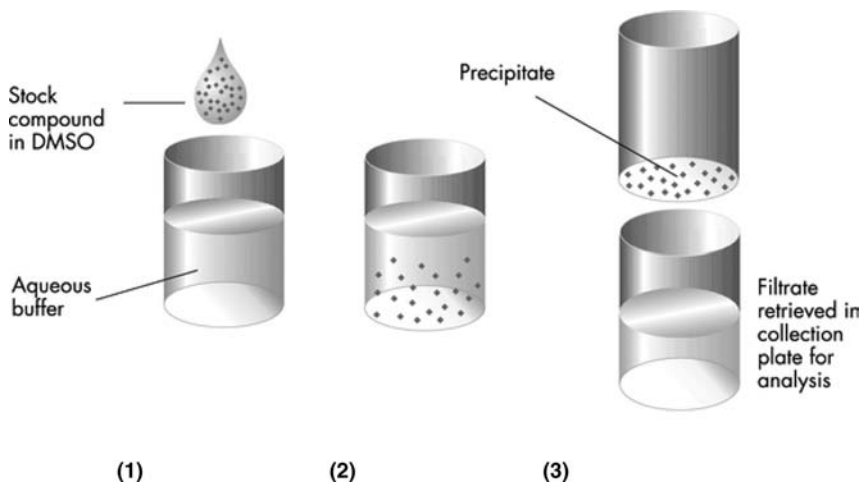 Stock
compound
in DMSO
Aqueous
buffer
Precipitate
Filtrate
retrieved in
collection
plate for
analysis
(1)
(2)
(3)